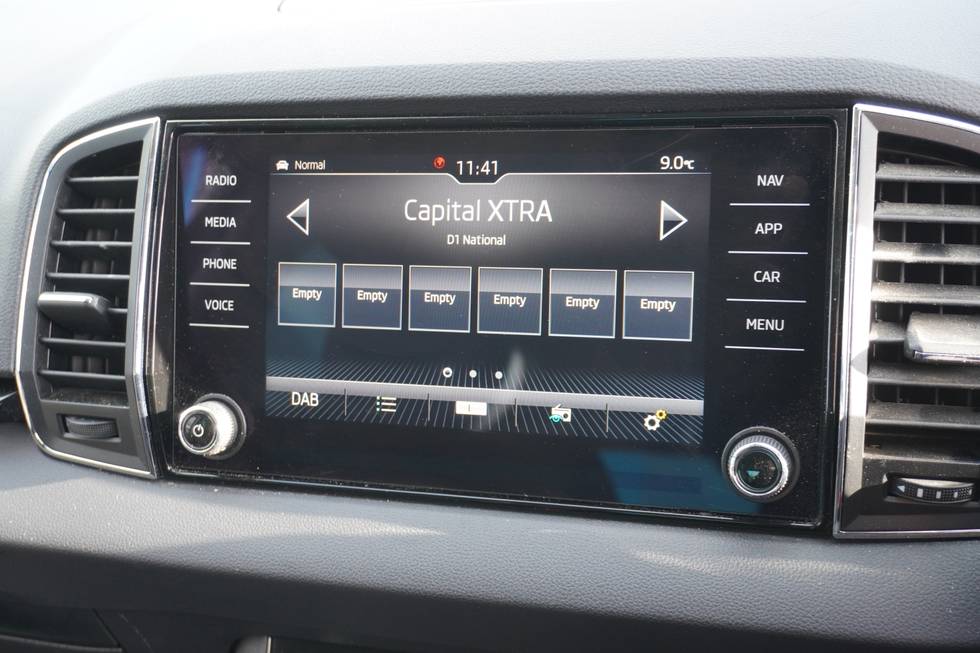 RADIO
MEDIA
PHONE
VOICE
Normal
11:41
9.0°C
Capital XTRA
D1 National
Empty Empty Empty Empty Empty Empty
DAB
NAV
APP
CAR
MENU